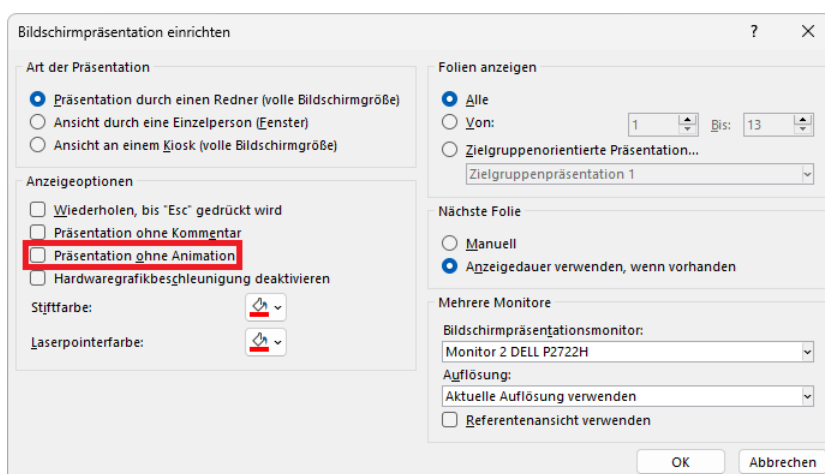 Bildschirmpräsentation einrichten
Art der Präsentation
Präsentation durch einen Redner (volle Bildschirmgröße)
Ansicht durch eine Einzelperson (Fenster)
Ansicht an einem Kiosk (volle Bildschirmgröße)
Anzeigeoptionen
Wiederholen, bis "Esc" gedrückt wird
Präsentation ohne Kommentar
Präsentation ohne Animation
Hardwaregrafikbeschleunigung deaktivieren
Stiftfarbe:
Laserpointerfarbe:
Folien anzeigen
Alle
Von: 1 Bis: 13
Zielgruppenorientierte Präsentation...
Zielgruppenpräsentation 1
Nächste Folie
Manuell
Anzeigedauer verwenden, wenn vorhanden
Mehrere Monitore
Bildschirmpräsentationsmonitor:
Monitor 2 DELL P2722H
Auflösung:
Aktuelle Auflösung verwenden
Referentenansicht verwenden
OK Abbrechen